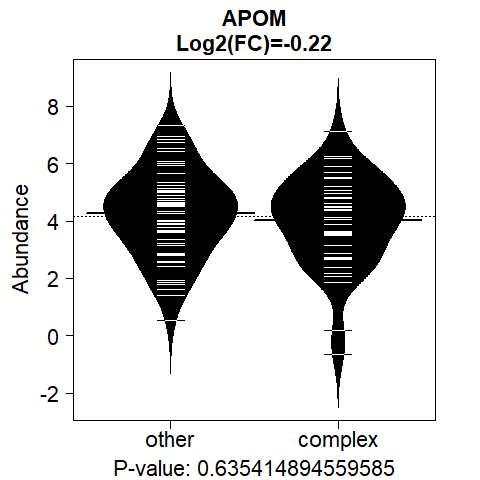 APOM
Log2(FC)=-0.22
Abundance
8
6
4
2
0
-2
other complex
P-value: 0.635414894559585